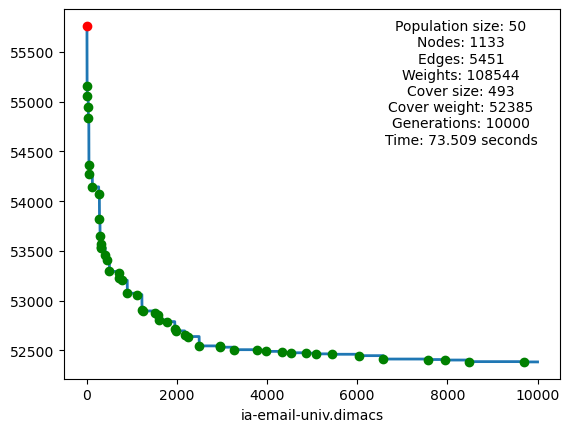 Population size: 50
Nodes: 1133
Edges: 5451
Weights: 108544
Cover size: 493
Cover weight: 52385
Generations: 10000
Time: 73.509 seconds
55500
55000
54500
54000
53500
53000
52500
0 2000 4000 6000 8000 10000
ia-email-univ.dimacs